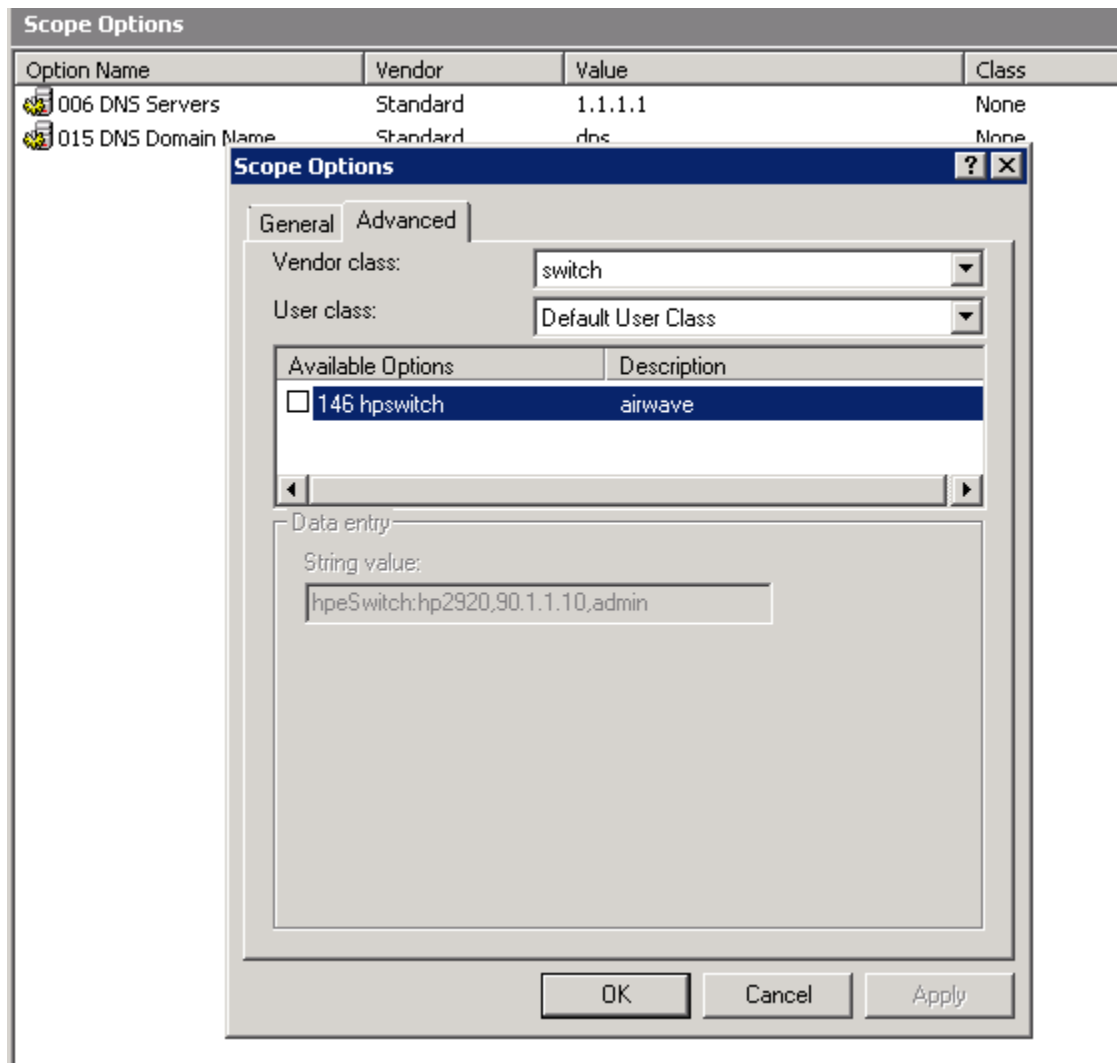 Scope Options
Option Name Vendor Value Class
006 DNS Servers Standard 1.1.1.1 None
015 DNS Domain Name Standard dns None
Scope Options ?
General Advanced
Vendor class: switch
User class: Default User Class
Available Options Description
146 hpswitch airwave
Data entry
String value:
hpeSwitch:hp2920,90.1.1.10,admin
OK Cancel Apply